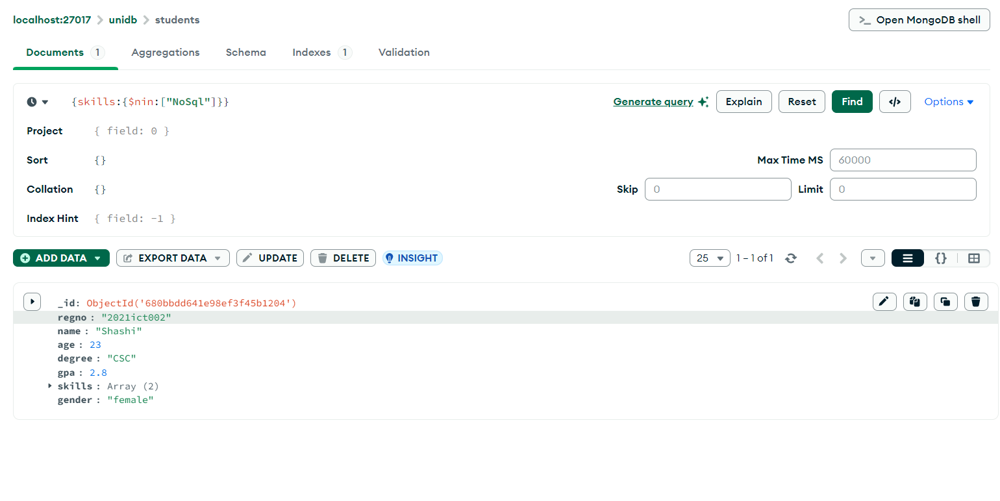 localhost:27017 > unidb > students
>_ Open MongoDB shell
Documents 1 Aggregations Schema Indexes 1 Validation
{skills:{$nin:["NoSql"]}}
Generate query Explain Reset Find </> Options
Project { field: 0 }
Sort {} Max Time MS 60000
Collation {} Skip 0 Limit 0
Index Hint { field: -1 }
ADD DATA EXPORT DATA UPDATE DELETE INSIGHT 25 1 – 1 of 1 {}
_id: ObjectId('680bbdd641e98ef3f45b1204')
regno : "2021ict002"
name : "Shashi"
age : 23
degree : "CSC"
gpa : 2.8
skills : Array (2)
gender : "female"